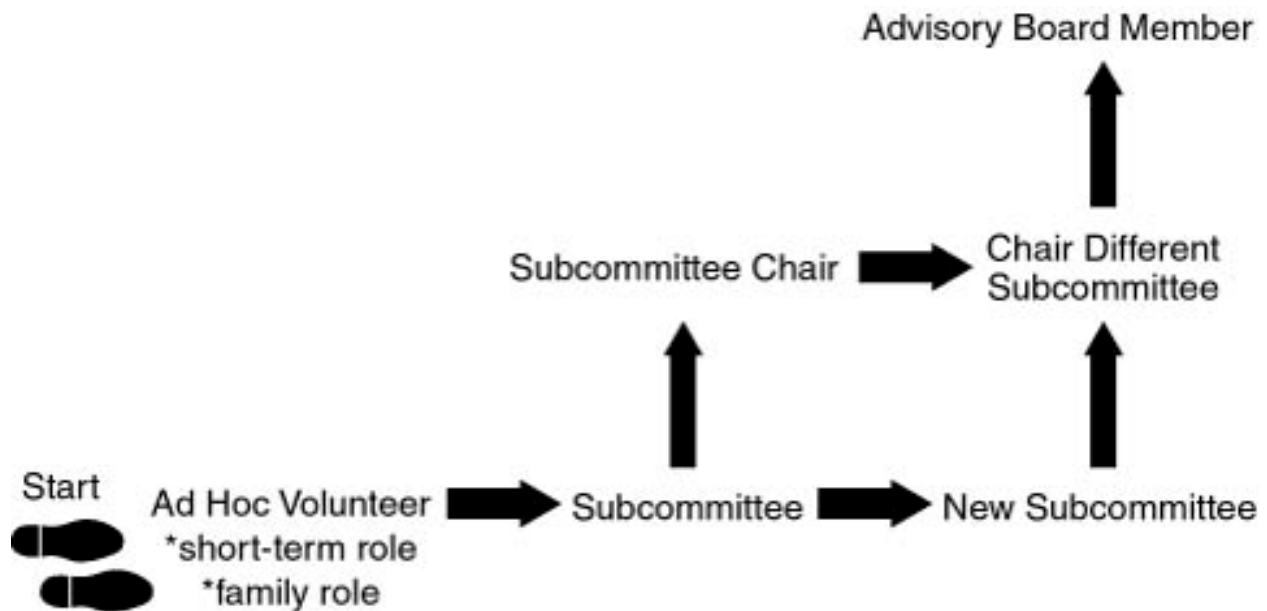 Advisory Board Member
Subcommittee Chair
Chair Different
Subcommittee
Start
Ad Hoc Volunteer
*short-term role
*family role
Subcommittee
New Subcommittee